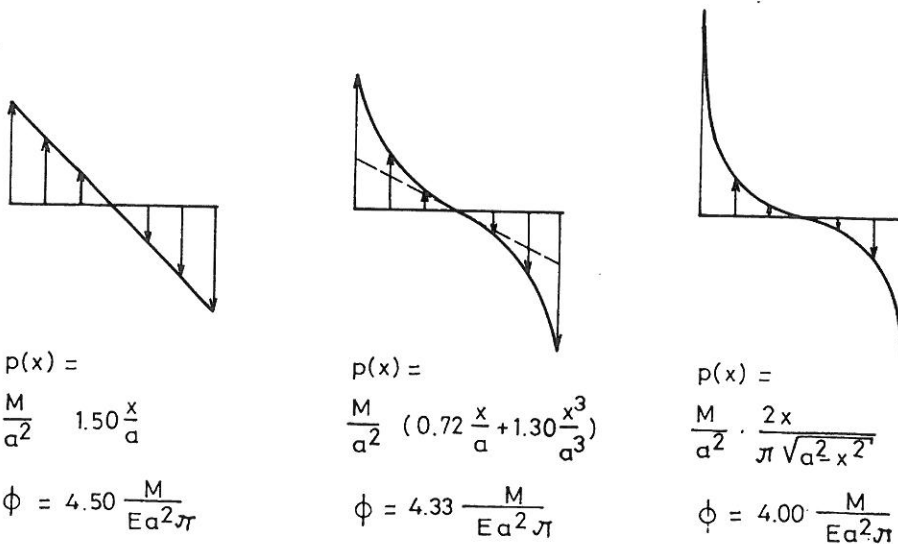 p(x) =
M/a² 1.50 x/a
ϕ = 4.50 M/Ea²π
p(x) =
M/a² (0.72 x/a + 1.30 x³/a³)
ϕ = 4.33 M/Ea²π
p(x) =
M/a² · 2x/π√(a²-x²)
ϕ = 4.00 M/Ea²π